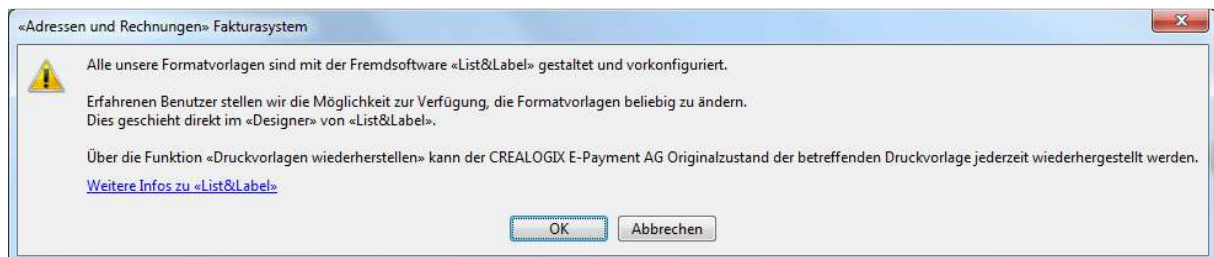 «Adressen und Rechnungen» Fakturasystem
Alle unsere Formatvorlagen sind mit der Fremdsoftware «List&Label» gestaltet und vorkonfiguriert.
Erfahrenen Benutzer stellen wir die Möglichkeit zur Verfügung, die Formatvorlagen beliebig zu ändern.
Dies geschieht direkt im «Designer» von «List&Label».
Über die Funktion «Druckvorlagen wiederherstellen» kann der CREALOGIX E-Payment AG Originalzustand der betreffenden Druckvorlage jederzeit wiederhergestellt werden.
Weitere Infos zu «List&Label»
OK Abbrechen